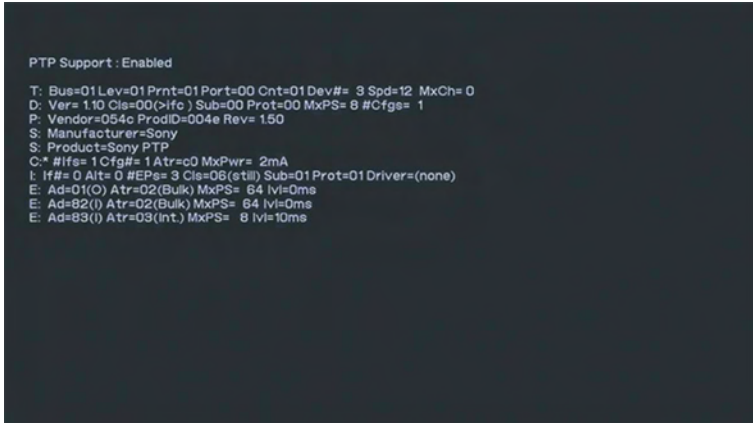 PTP Support : Enabled
T: Bus=01 Lev=01 Prnt=01 Port=00 Cnt=01 Dev#= 3 Spd=12 MxCh= 0
D: Ver= 1.10 Cls=00(>ifc ) Sub=00 Prot=00 MxPS= 8 #Cfgs= 1
P: Vendor=054c ProdID=004e Rev= 1.50
S: Manufacturer=Sony
S: Product=Sony PTP
C:* #Ifs= 1 Cfg#= 1 Atr=c0 MxPwr= 2mA
I: If#= 0 Alt= 0 #EPs= 3 Cls=06(still) Sub=01 Prot=01 Driver=(none)
E: Ad=01(O) Atr=02(Bulk) MxPS= 64 Ivl=0ms
E: Ad=82(I) Atr=02(Bulk) MxPS= 64 Ivl=0ms
E: Ad=83(I) Atr=03(Int.) MxPS= 8 Ivl=10ms